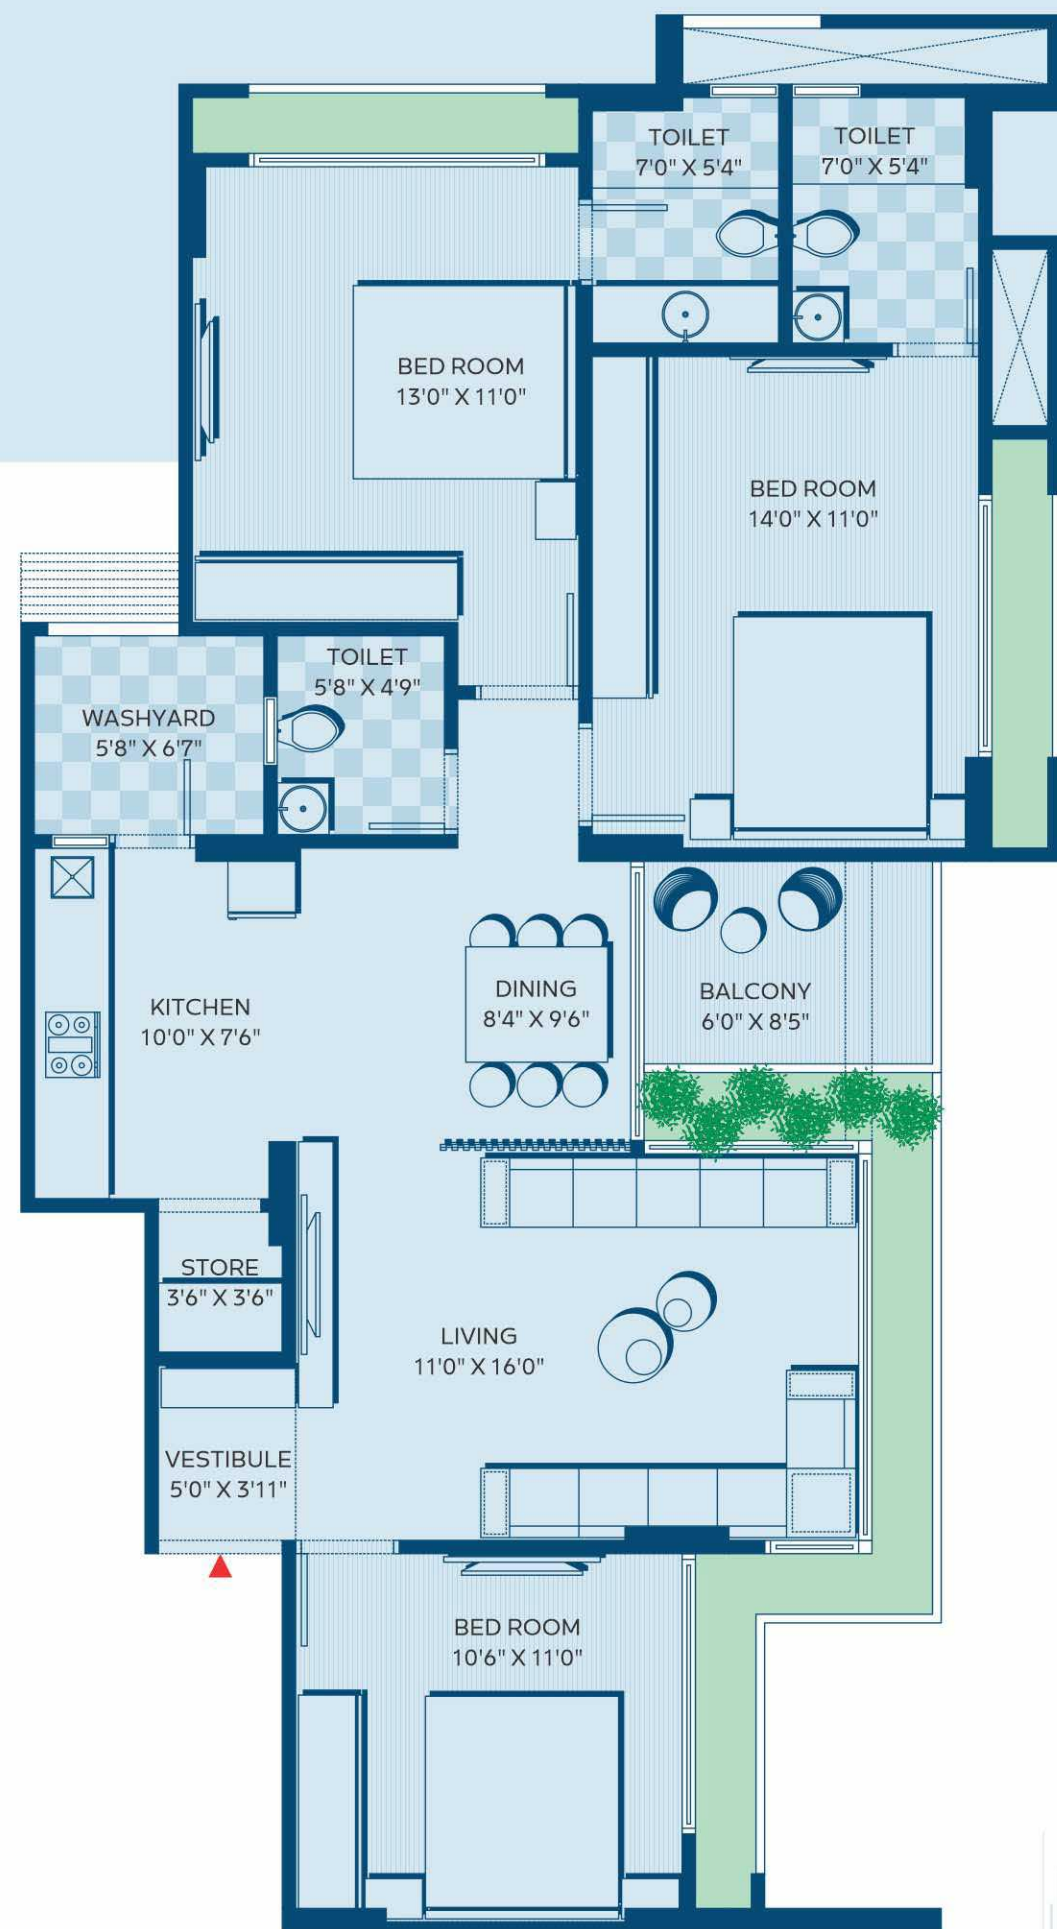 TOILET
7'0" X 5'4"
TOILET
7'0" X 5'4"
BED ROOM
13'0" X 11'0"
BED ROOM
14'0" X 11'0"
TOILET
5'8" X 4'9"
WASHYARD
5'8" X 6'7"
KITCHEN
10'0" X 7'6"
DINING
8'4" X 9'6"
BALCONY
6'0" X 8'5"
STORE
3'6" X 3'6"
LIVING
11'0" X 16'0"
VESTIBULE
5'0" X 3'11"
BED ROOM
10'6" X 11'0"